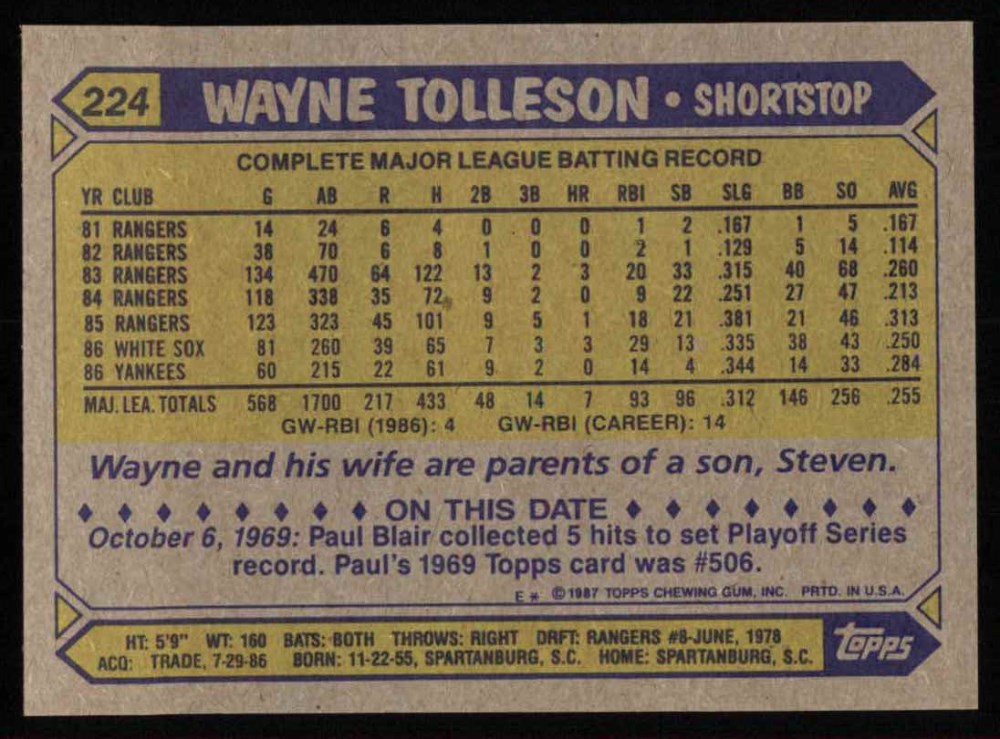 224 WAYNE TOLLESON • SHORTSTOP
COMPLETE MAJOR LEAGUE BATTING RECORD
YR CLUB G AB R H 2B 3B HR RBI SB SLG BB SO AVG
81 RANGERS 14 24 6 4 0 0 0 1 2 .167 1 5 .167
82 RANGERS 38 70 6 8 1 0 0 2 1 .129 5 14 .114
83 RANGERS 134 470 64 122 13 2 3 20 33 .315 40 68 .260
84 RANGERS 118 338 35 72 9 2 0 9 22 .251 27 47 .213
85 RANGERS 123 323 45 101 9 5 1 18 21 .381 21 46 .313
86 WHITE SOX 81 260 39 65 7 3 3 29 13 .335 38 43 .250
86 YANKEES 60 215 22 61 9 2 0 14 4 .344 14 33 .284
MAJ. LEA. TOTALS 568 1700 217 433 48 14 7 93 96 .312 146 256 .255
GW-RBI (1986): 4 GW-RBI (CAREER): 14
Wayne and his wife are parents of a son, Steven.
♦ ♦ ♦ ♦ ♦ ♦ ♦ ♦ ON THIS DATE ♦ ♦ ♦ ♦ ♦ ♦ ♦ ♦
October 6, 1969: Paul Blair collected 5 hits to set Playoff Series
record. Paul's 1969 Topps card was #506.
E * © 1987 TOPPS CHEWING GUM, INC. PRTD. IN U.S.A.
HT: 5'9" WT: 160 BATS: BOTH THROWS: RIGHT DRFT: RANGERS #8-JUNE, 1978
ACQ: TRADE, 7-29-86 BORN: 11-22-55, SPARTANBURG, S.C. HOME: SPARTANBURG, S.C.
topps